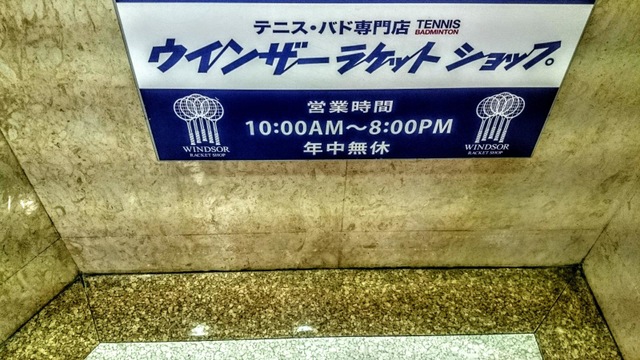 テニス・バド専門店 TENNIS
BADMINTON
ウインザー ラケット ショップ。
営業時間
10:00AM〜8:00PM
年中無休
WINDSOR
RACKET SHOP
WINDSOR
RACKET SHOP